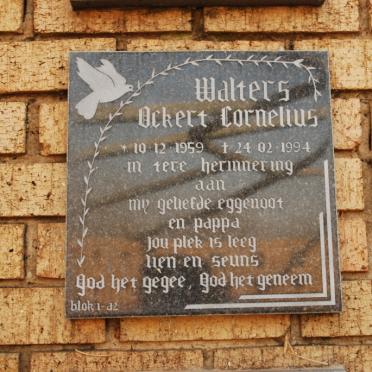 Walters
Ockert Cornelius
* 10-12-1959 † 24-02-1994
in tere herinnering
aan
my geliefde eggenoot
en pappa
jou plek is leeg
lien en seuns
God het gegee God het geneem
blok 1-a2